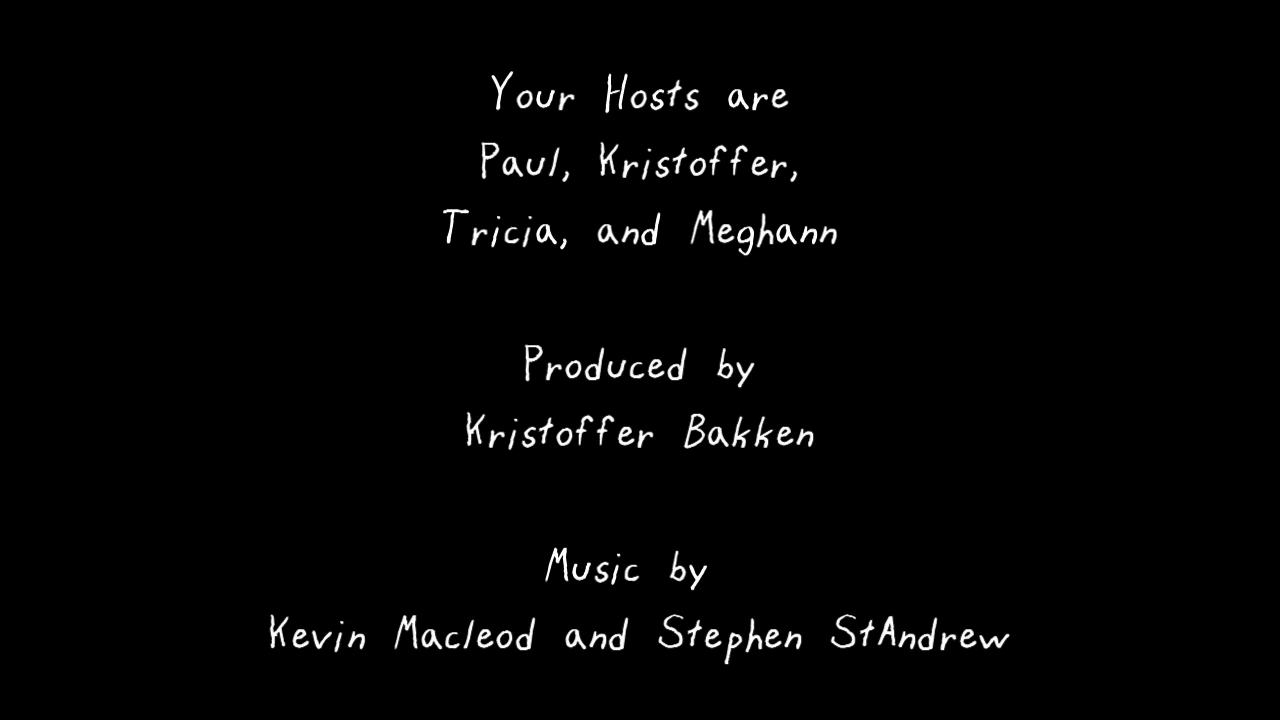 Your Hosts are
Paul, Kristoffer,
Tricia, and Meghann
Produced by
Kristoffer Bakken
Music by
Kevin Macleod and Stephen StAndrew